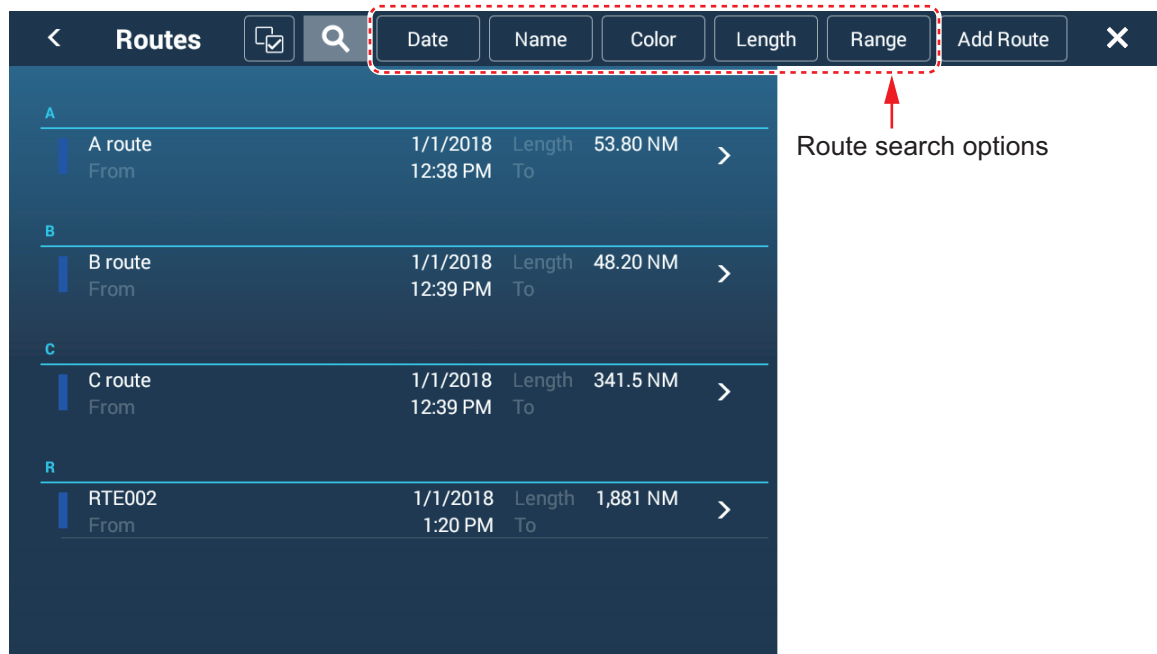 Routes Date Name Color Length Range Add Route
Route search options
A
A route 1/1/2018 Length 53.80 NM
From 12:38 PM To
B
B route 1/1/2018 Length 48.20 NM
From 12:39 PM To
C
C route 1/1/2018 Length 341.5 NM
From 12:39 PM To
R
RTE002 1/1/2018 Length 1,881 NM
From 1:20 PM To